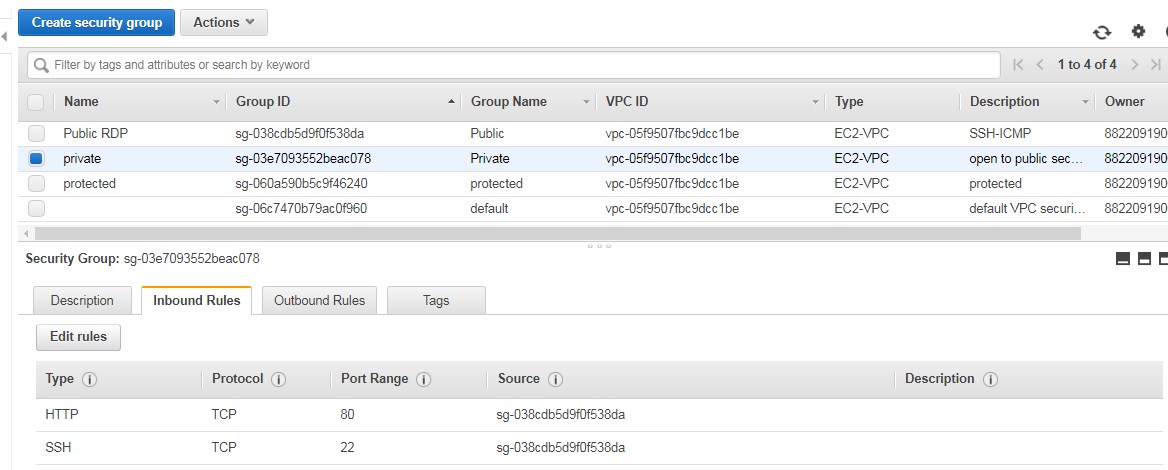 Create security group Actions
Filter by tags and attributes or search by keyword 1 to 4 of 4
Name Group ID Group Name VPC ID Type Description Owner
Public RDP sg-038cdb5d9f0f538da Public vpc-05f9507fbc9dcc1be EC2-VPC SSH-ICMP 882209190
private sg-03e7093552beac078 Private vpc-05f9507fbc9dcc1be EC2-VPC open to public sec... 882209190
protected sg-060a590b5c9f46240 protected vpc-05f9507fbc9dcc1be EC2-VPC protected 882209190
sg-06c7470b79ac0f960 default vpc-05f9507fbc9dcc1be EC2-VPC default VPC securi... 882209190
Security Group: sg-03e7093552beac078
Description Inbound Rules Outbound Rules Tags
Edit rules
Type Protocol Port Range Source Description
HTTP TCP 80 sg-038cdb5d9f0f538da
SSH TCP 22 sg-038cdb5d9f0f538da